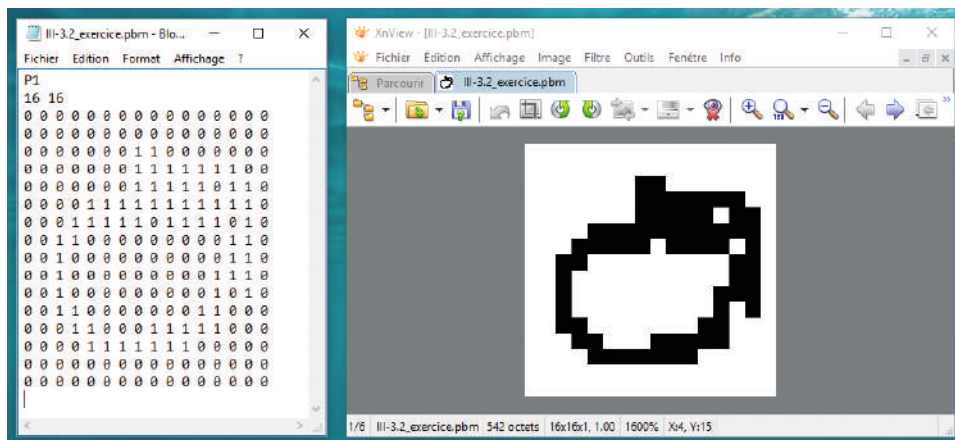 III-3.2_exercice.pbm - Blo...
Fichier Edition Format Affichage ?
P1
16 16
0 0 0 0 0 0 0 0 0 0 0 0 0 0 0 0
0 0 0 0 0 0 0 0 0 0 0 0 0 0 0 0
0 0 0 0 0 0 0 1 1 0 0 0 0 0 0 0
0 0 0 0 0 0 0 1 1 1 1 1 1 1 0 0
0 0 0 0 0 0 0 1 1 1 1 1 0 1 1 0
0 0 0 0 1 1 1 1 1 1 1 1 1 1 1 0
0 0 0 1 1 1 1 1 0 1 1 1 1 0 1 0
0 0 1 1 0 0 0 0 0 0 0 0 0 1 1 0
0 0 1 0 0 0 0 0 0 0 0 0 0 1 1 0
0 0 1 0 0 0 0 0 0 0 0 0 1 1 1 0
0 0 1 0 0 0 0 0 0 0 0 0 1 0 1 0
0 0 1 1 0 0 0 0 0 0 0 1 1 0 0 0
0 0 0 1 1 0 0 0 1 1 1 1 1 0 0 0
0 0 0 0 1 1 1 1 1 1 1 0 0 0 0 0
0 0 0 0 0 0 0 0 0 0 0 0 0 0 0 0
0 0 0 0 0 0 0 0 0 0 0 0 0 0 0 0
XnView - [III-3.2_exercice.pbm]
Fichier Edition Affichage Image Filtre Outils Fenêtre Info
Parcourir III-3.2_exercice.pbm
1/6 III-3.2_exercice.pbm 542 octets 16x16x1, 1.00 1600% X:4, Y:15